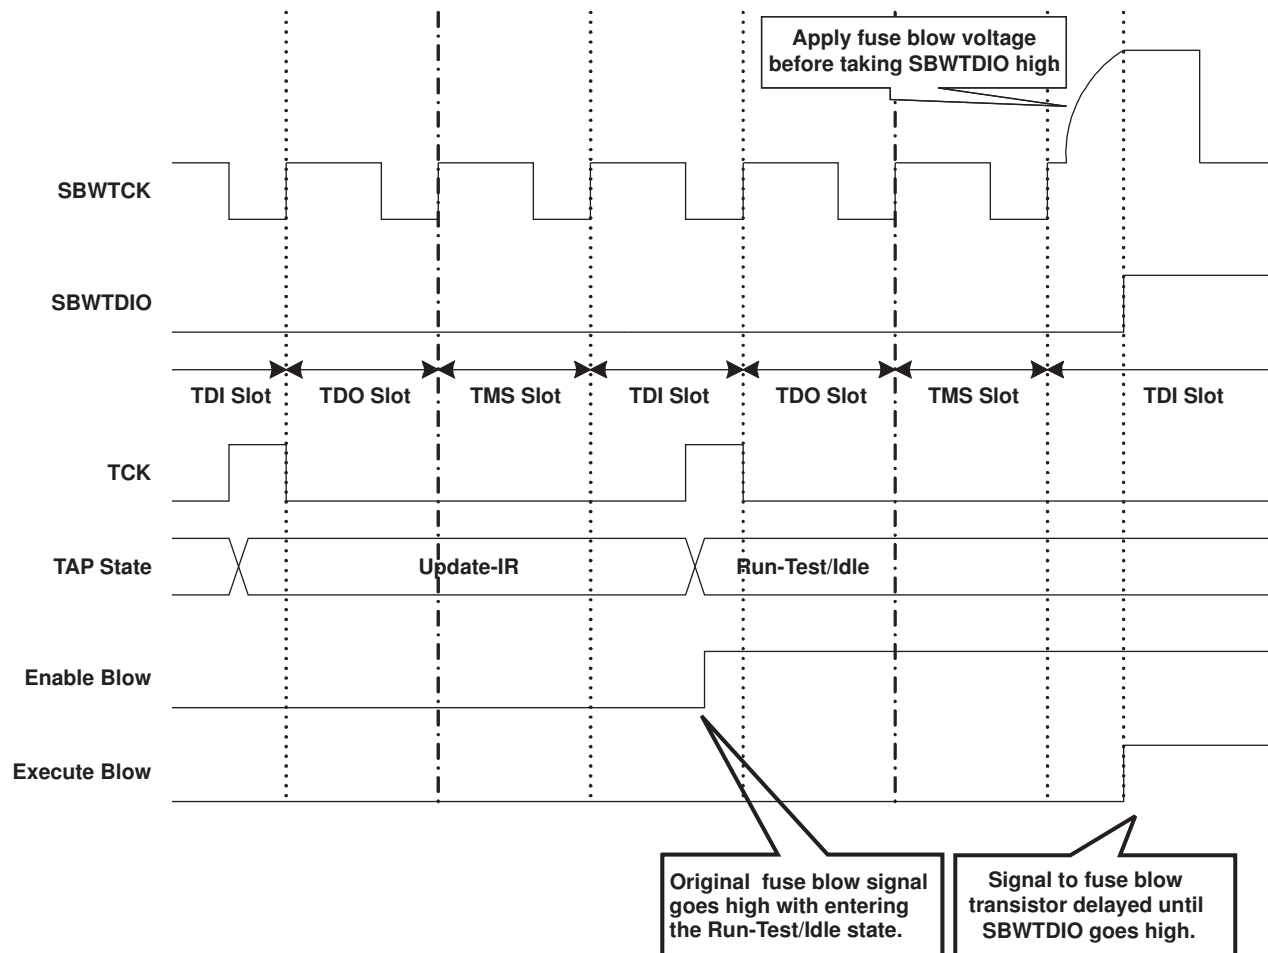 Apply fuse blow voltage
before taking SBWTDIO high
SBWTCK
SBWTDIO
TDI Slot
TDO Slot
TMS Slot
TDI Slot
TDO Slot
TMS Slot
TDI Slot
TCK
TAP State
Update-IR
Run-Test/Idle
Enable Blow
Execute Blow
Original fuse blow signal
goes high with entering
the Run-Test/Idle state.
Signal to fuse blow
transistor delayed until
SBWTDIO goes high.